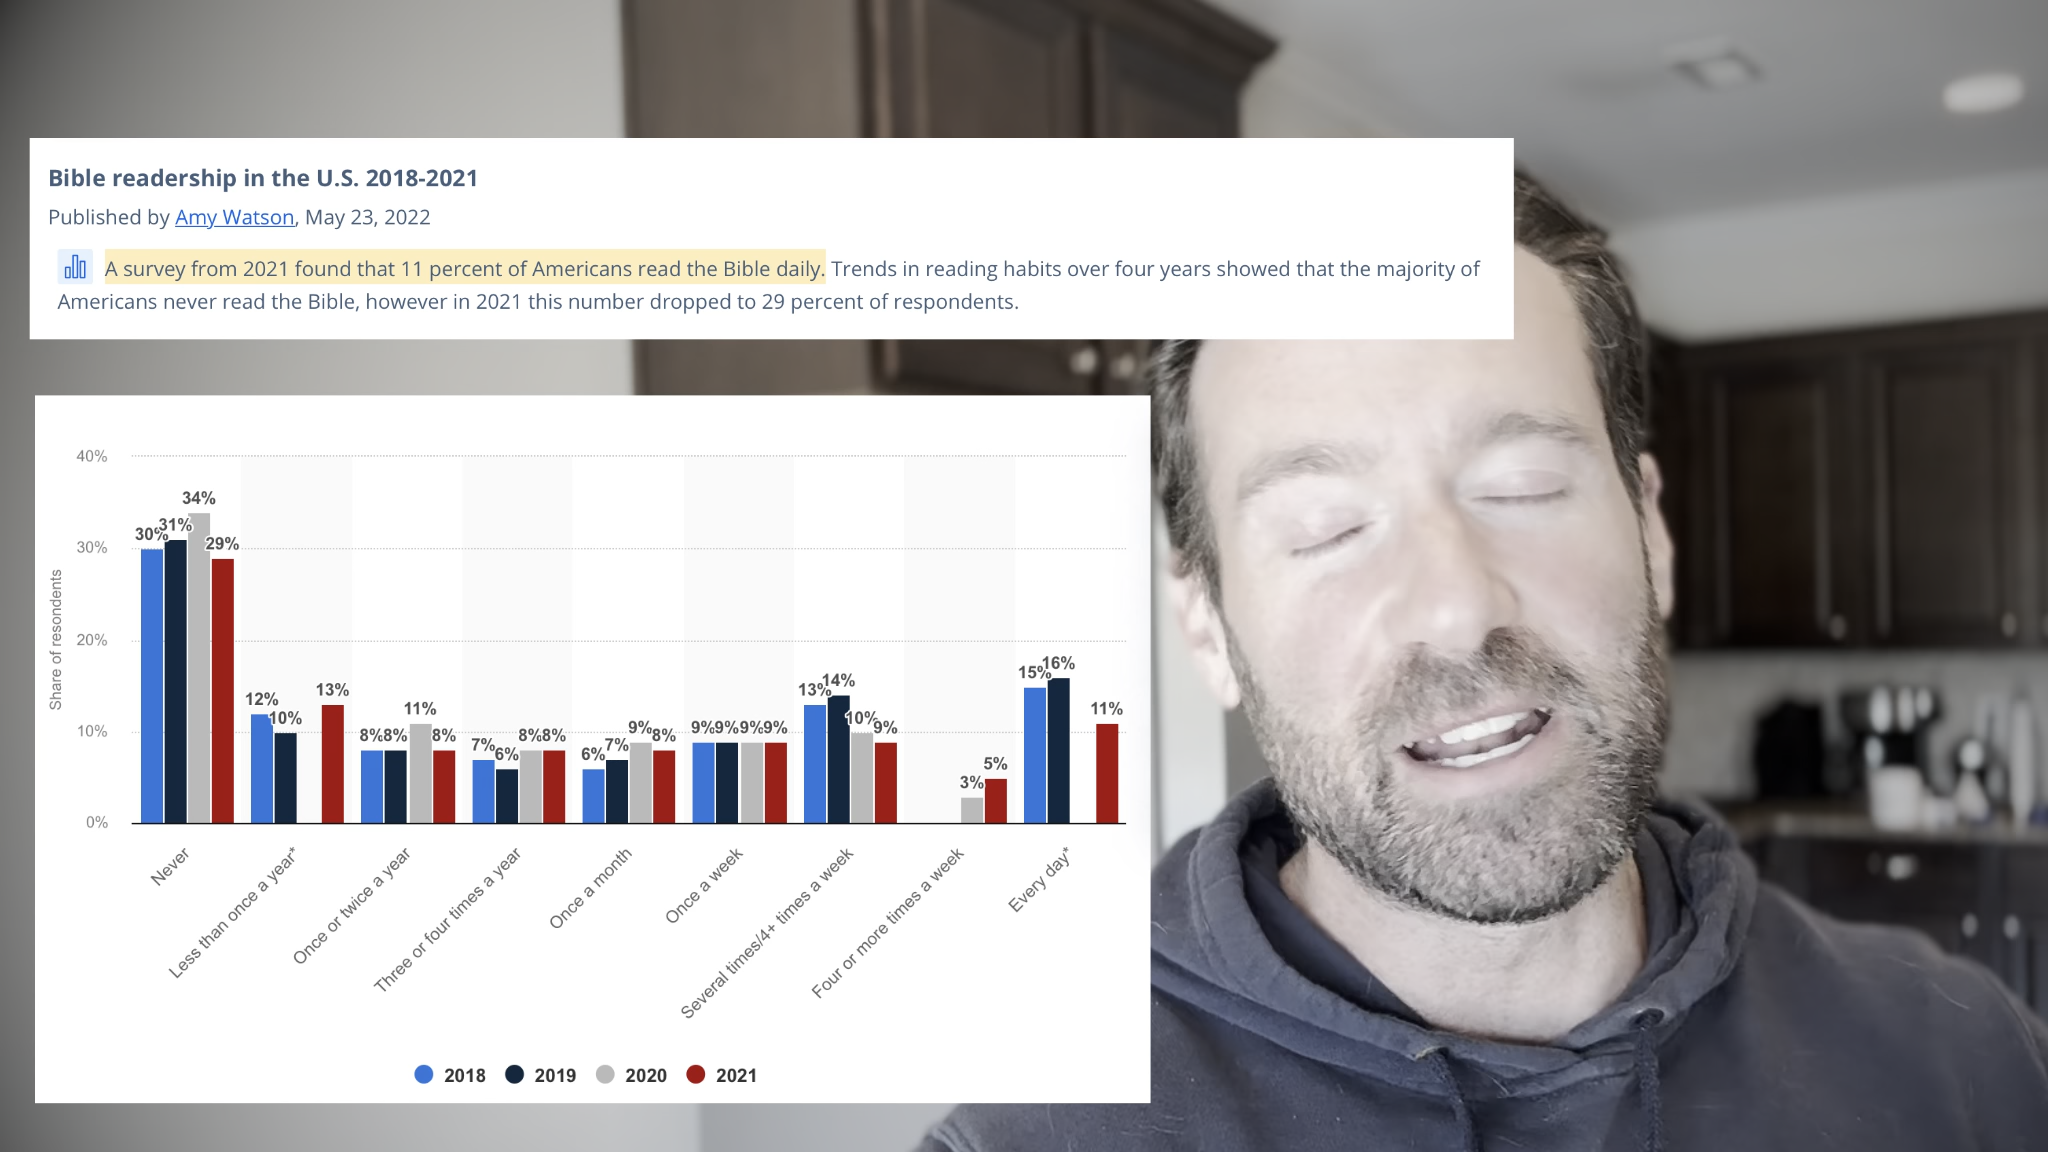 Bible readership in the U.S. 2018-2021
Published by Amy Watson, May 23, 2022
A survey from 2021 found that 11 percent of Americans read the Bible daily. Trends in reading habits over four years showed that the majority of
Americans never read the Bible, however in 2021 this number dropped to 29 percent of respondents.
Share of resondents
40%
30%
20%
10%
0%
30% 31% 34% 29%
12% 10% 13%
8% 8% 11% 8%
7% 6% 8% 8%
6% 7% 9% 8%
9% 9% 9% 9%
13% 14% 10% 9%
3% 5%
15% 16% 11%
Never
Less than once a year*
Once or twice a year
Three or four times a year
Once a month
Once a week
Several times/4+ times a week
Four or more times a week
Every day*
2018 2019 2020 2021